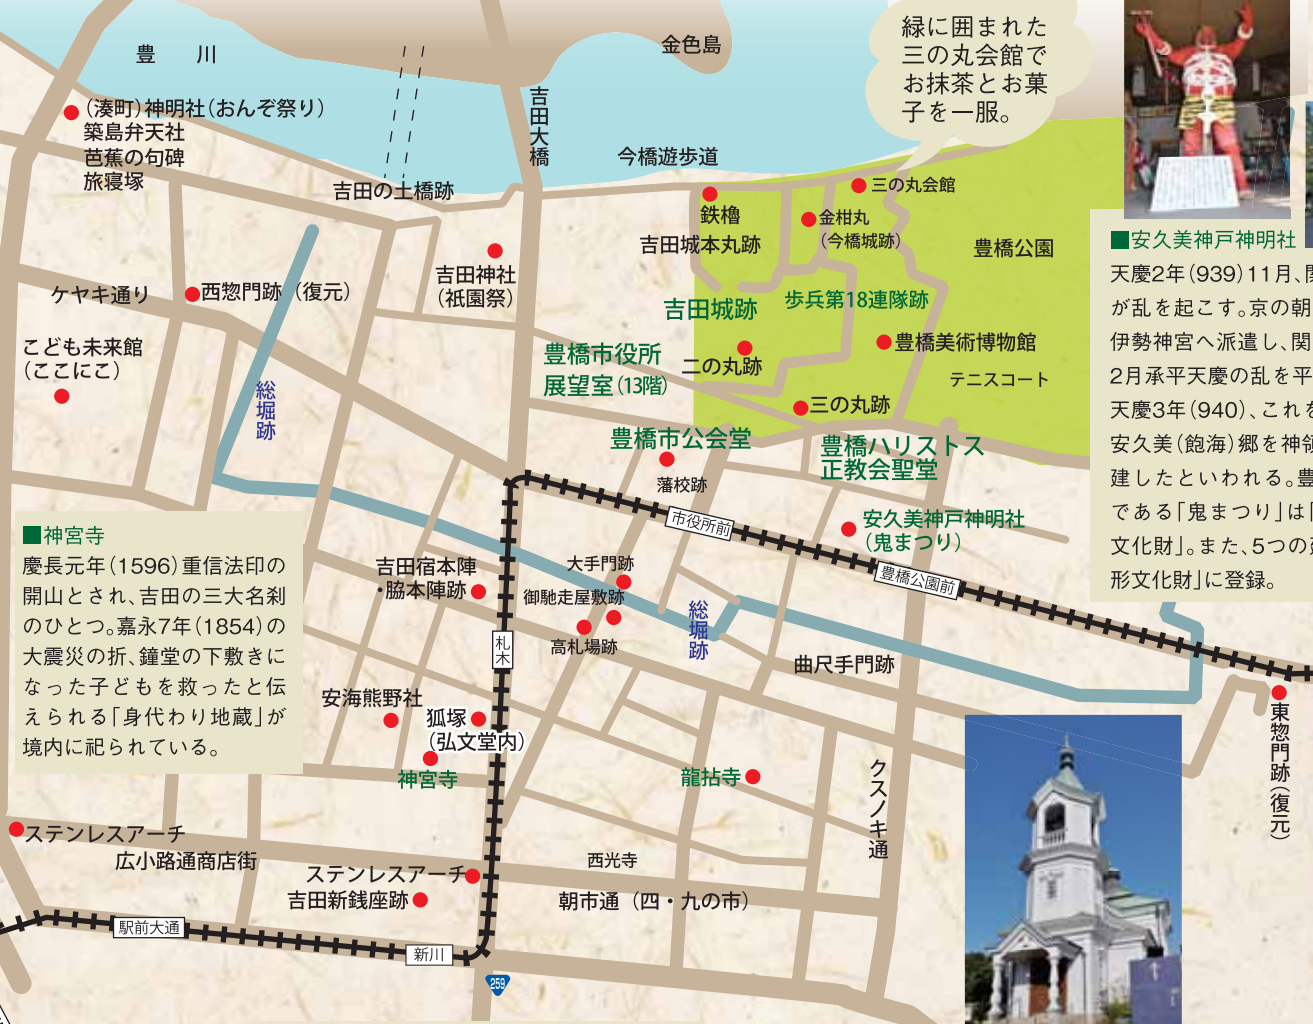 豊　川
金色島
緑に囲まれた
三の丸会館で
お抹茶とお菓
子を一服。
(湊町)神明社(おんぞ祭り)
築島弁天社
芭蕉の句碑
旅寝塚
吉田大橋
今橋遊歩道
吉田の土橋跡
三の丸会館
鉄櫓
金柑丸
(今橋城跡)
吉田城本丸跡
豊橋公園
吉田神社
(祇園祭)
ケヤキ通り
西惣門跡(復元)
吉田城跡
歩兵第18連隊跡
こども未来館
(ここにこ)
豊橋市役所
展望室(13階)
豊橋美術博物館
二の丸跡
テニスコート
三の丸跡
総堀跡
豊橋市公会堂
豊橋ハリストス
正教会聖堂
藩校跡
市役所前
安久美神戸神明社
(鬼まつり)
■安久美神戸神明社
天慶2年(939)11月、関
が乱を起こす。京の朝
伊勢神宮へ派遣し、関
2月承平天慶の乱を平
天慶3年(940)、これを
安久美(飽海)郷を神領
建したといわれる。豊
である「鬼まつり」は「
文化財」。また、5つの
形文化財」に登録。
■神宮寺
慶長元年(1596)重信法印の
開山とされ、吉田の三大名刹
のひとつ。嘉永7年(1854)の
大震災の折、鐘堂の下敷きに
なった子どもを救ったと伝
えられる「身代わり地蔵」が
境内に祀られている。
吉田宿本陣
・脇本陣跡
大手門跡
豊橋公園前
御馳走屋敷跡
総堀跡
高札場跡
札木
曲尺手門跡
安海熊野社
狐塚
(弘文堂内)
神宮寺
龍拈寺
クスノキ通
東惣門跡(復元)
ステンレスアーチ
広小路通商店街
西光寺
ステンレスアーチ
吉田新銭座跡
朝市通(四・九の市)
駅前大通
新川
259